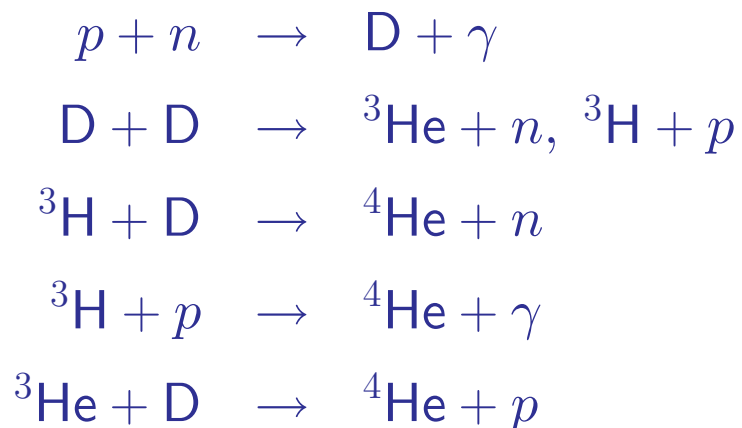 p + n → D + γ
D + D → ³He + n, ³H + p
³H + D → ⁴He + n
³H + p → ⁴He + γ
³He + D → ⁴He + p